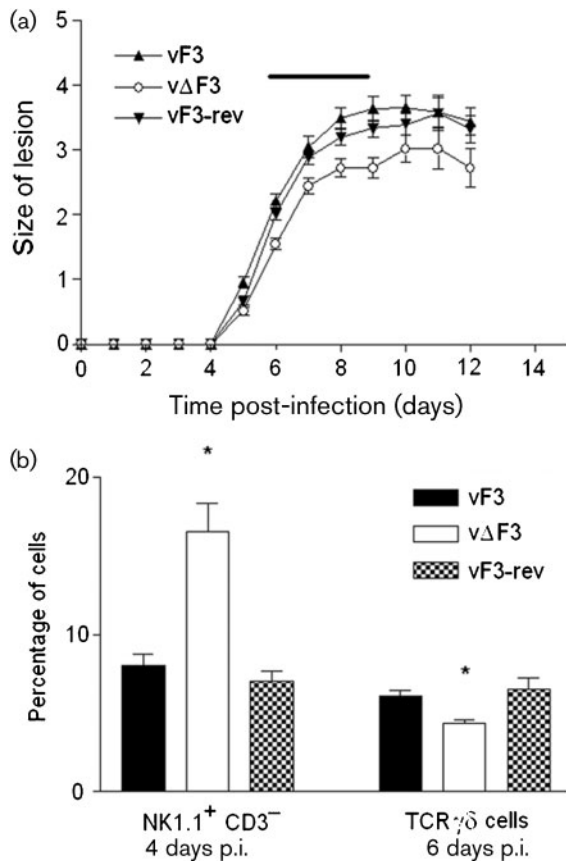 (a)
vF3
vΔF3
vF3-rev
Size of lesion
5
4
3
2
1
0
0 2 4 6 8 10 12 14
Time post-infection (days)
(b)
*
*
vF3
vΔF3
vF3-rev
Percentage of cells
20
10
0
NK1.1⁺ CD3⁻ TCR γδ cells
4 days p.i. 6 days p.i.